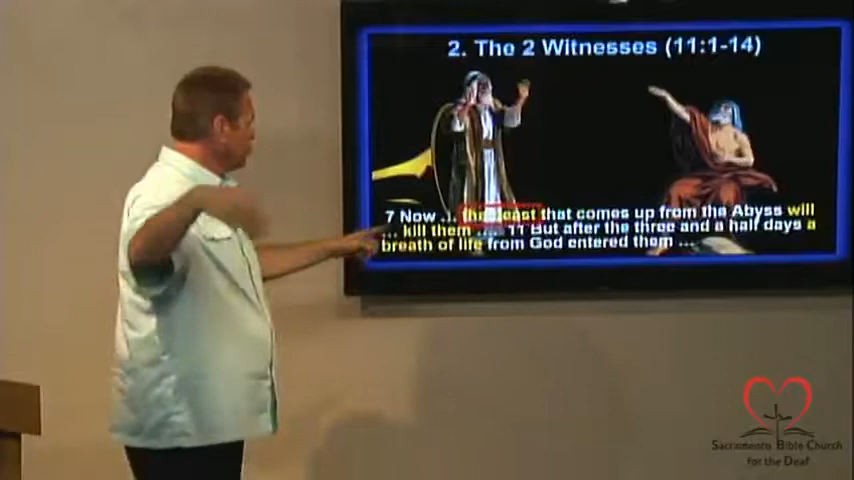 2. The 2 Witnesses (11:1-14)
7 Now ... the beast that comes up from the Abyss will
... kill them .... 11 But after the three and a half days a
breath of life from God entered them ...
Sacramento Bible Church
for the Deaf